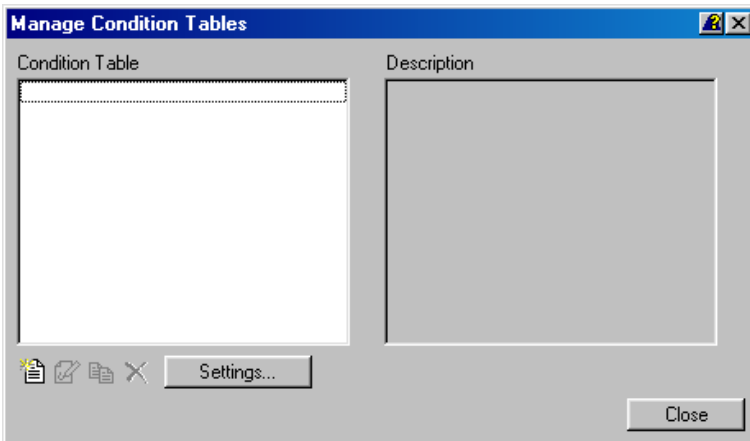 Manage Condition Tables
Condition Table
Description
Settings...
Close